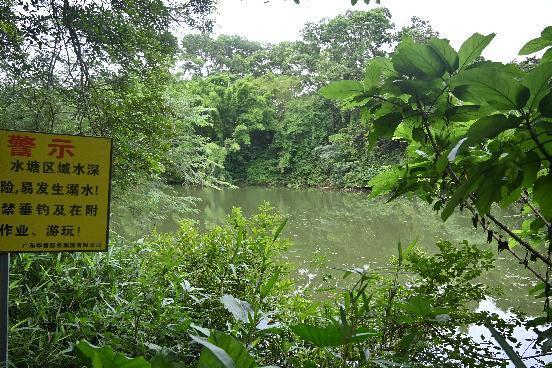 警示
水塘区域水深
险,易发生溺水!
禁垂钓及在附
作业、游玩!